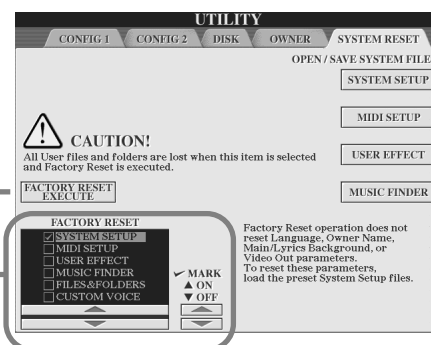 UTILITY
CONFIG 1 CONFIG 2 DISK OWNER SYSTEM RESET
OPEN / SAVE SYSTEM FILE
SYSTEM SETUP
MIDI SETUP
CAUTION!
All User files and folders are lost when this item is selected
and Factory Reset is executed.
USER EFFECT
FACTORY RESET
EXECUTE
MUSIC FINDER
FACTORY RESET
SYSTEM SETUP
MIDI SETUP
USER EFFECT
MUSIC FINDER
FILES&FOLDERS
CUSTOM VOICE
MARK
▲ ON
▼ OFF
Factory Reset operation does not
reset Language, Owner Name,
Main/Lyrics Background, or
Video Out parameters.
To reset these parameters,
load the preset System Setup files.